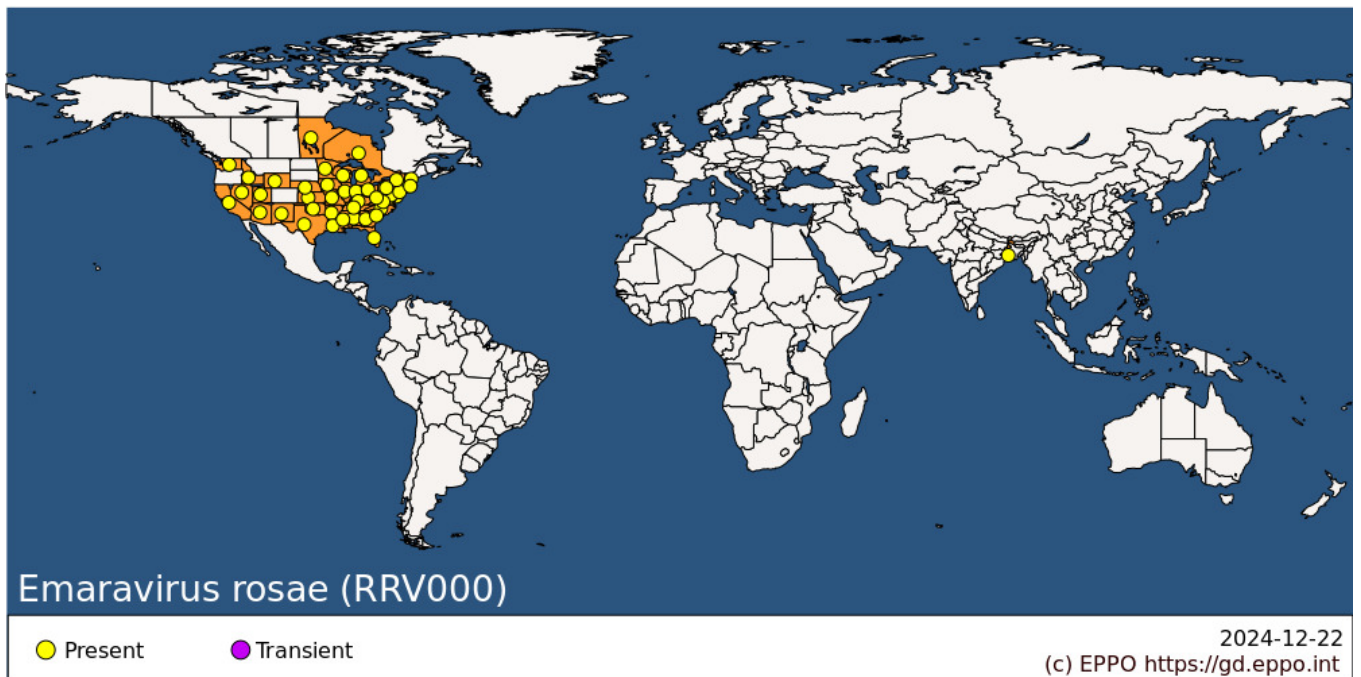 Emaravirus rosae (RRV000)
Present
Transient
2024-12-22
(c) EPPO https://gd.eppo.int